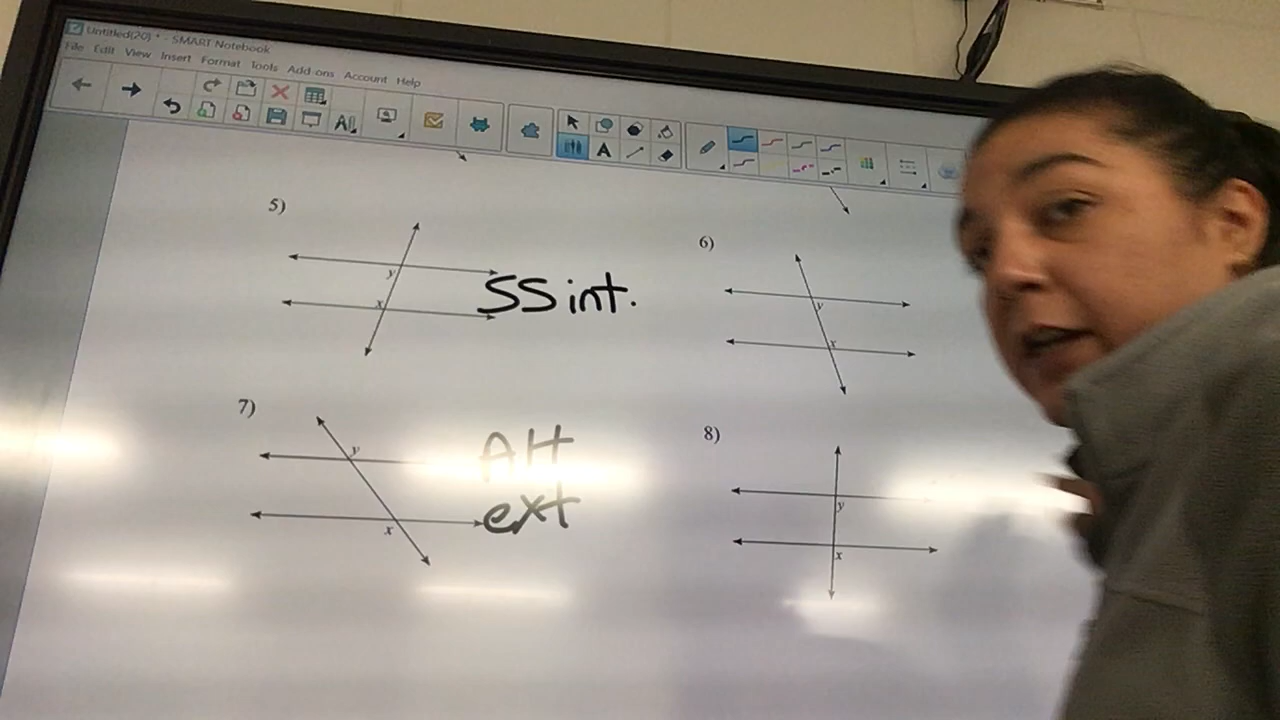 Untitled(20) * - SMART Notebook
File Edit View Insert Format Tools Add-ons Account Help
A
5)
y
x
SS int.
6)
y
x
7)
y
x
Alt
ext
8)
y
x